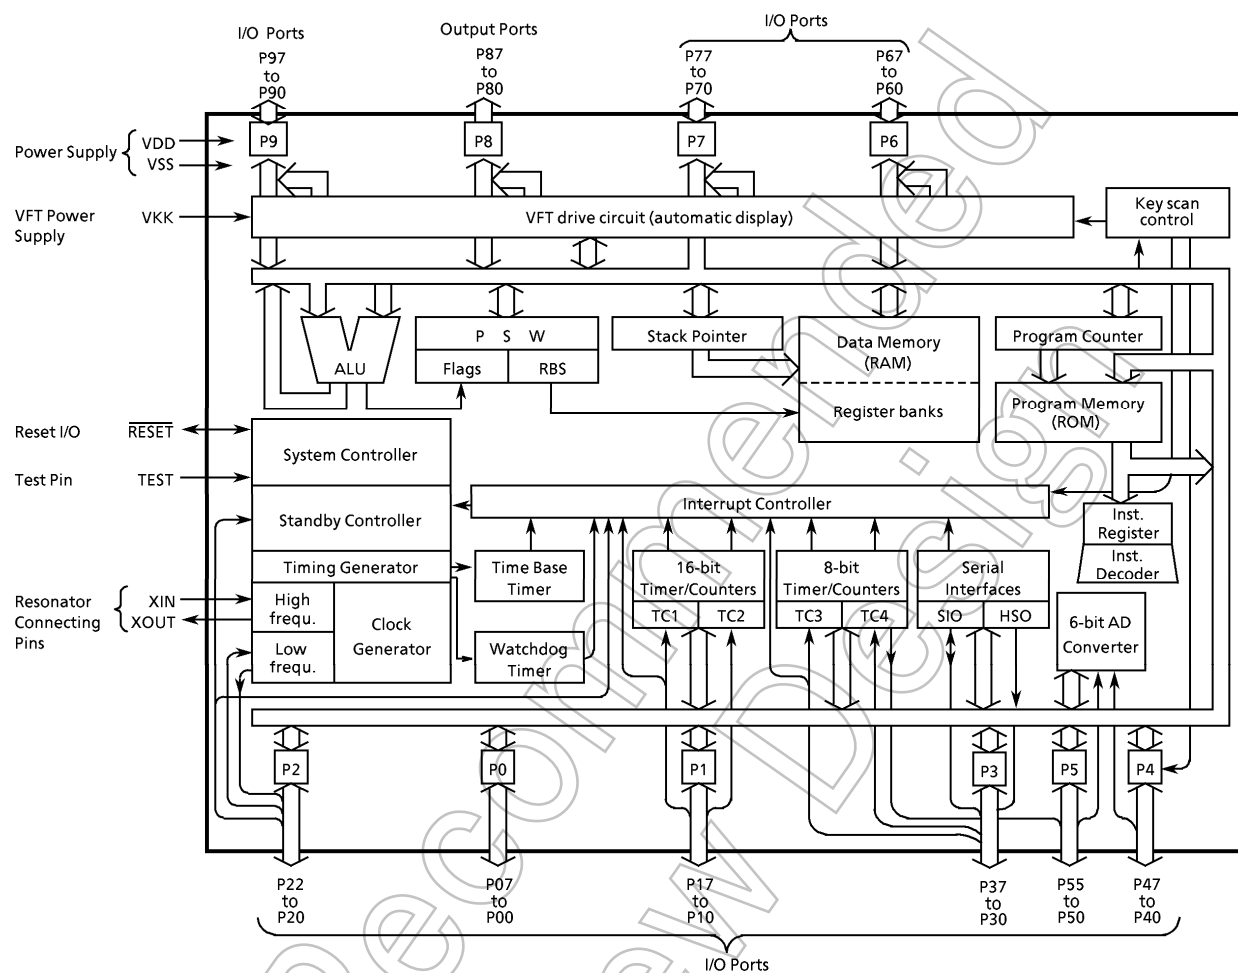 I/O Ports
Output Ports
I/O Ports
P97
to
P90
P87
to
P80
P77
to
P70
P67
to
P60
Power Supply
VDD
VSS
P9
P8
P7
P6
VFT Power
Supply
VKK
VFT drive circuit (automatic display)
Key scan
control
ALU
P S W
Flags
RBS
Stack Pointer
Data Memory
(RAM)
Register banks
Program Counter
Program Memory
(ROM)
Reset I/O
RESET
Test Pin
TEST
System Controller
Standby Controller
Interrupt Controller
Inst.
Register
Inst.
Decoder
Timing Generator
Time Base
Timer
16-bit
Timer/Counters
TC1
TC2
8-bit
Timer/Counters
TC3
TC4
Serial
Interfaces
SIO
HSO
Resonator
Connecting
Pins
XIN
XOUT
High
frequ.
Low
frequ.
Clock
Generator
Watchdog
Timer
6-bit AD
Converter
P2
P0
P1
P3
P5
P4
P22
to
P20
P07
to
P00
P17
to
P10
P37
to
P30
P55
to
P50
P47
to
P40
I/O Ports
Recommended
New Design